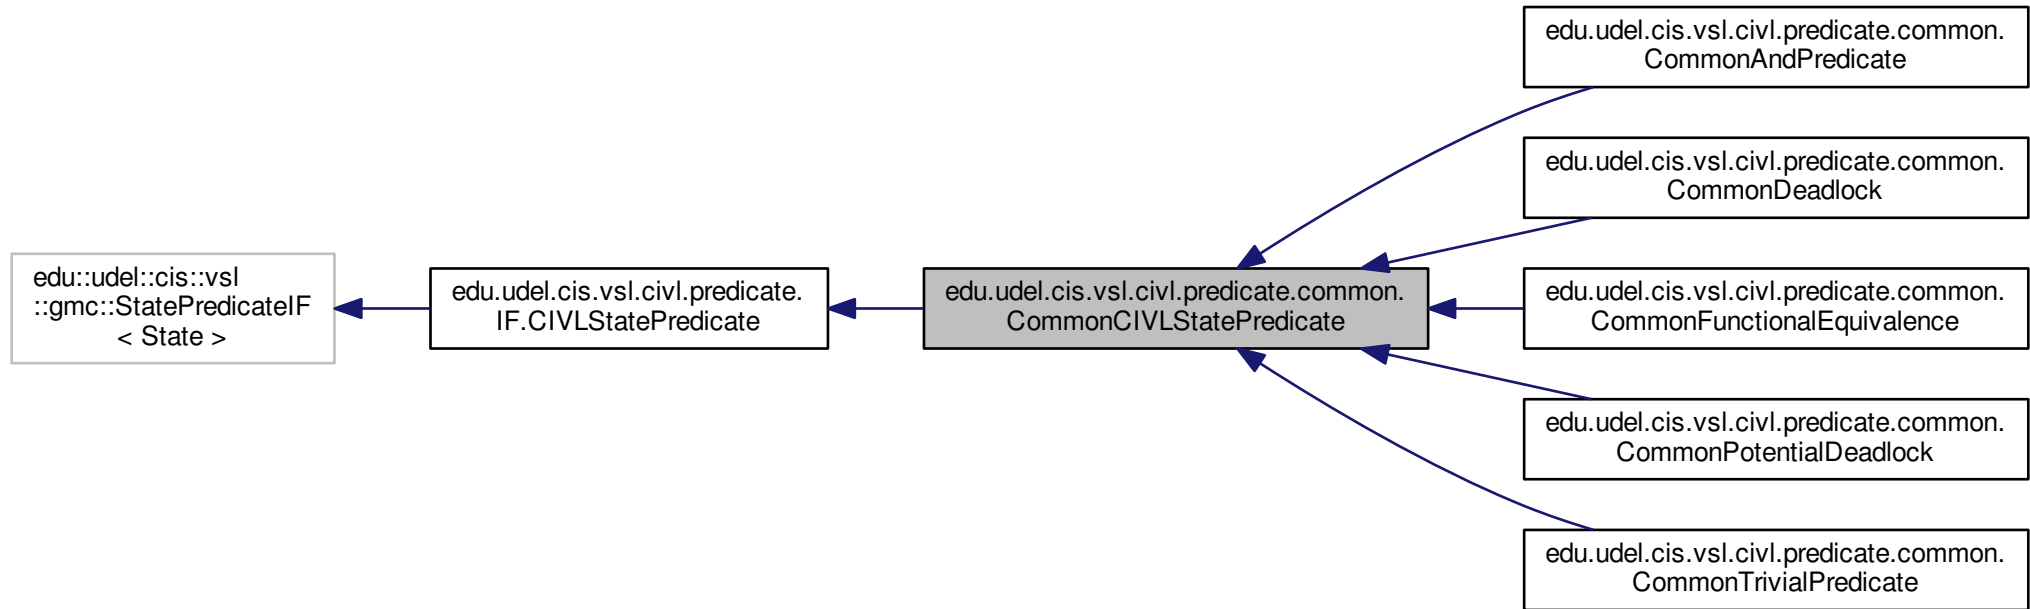 edu::udel::cis::vsl
::gmc::StatePredicateIF
< State >
edu.udel.cis.vsl.civl.predicate.
IF.CIVLStatePredicate
edu.udel.cis.vsl.civl.predicate.common.
CommonCIVLStatePredicate
edu.udel.cis.vsl.civl.predicate.common.
CommonAndPredicate
edu.udel.cis.vsl.civl.predicate.common.
CommonDeadlock
edu.udel.cis.vsl.civl.predicate.common.
CommonFunctionalEquivalence
edu.udel.cis.vsl.civl.predicate.common.
CommonPotentialDeadlock
edu.udel.cis.vsl.civl.predicate.common.
CommonTrivialPredicate